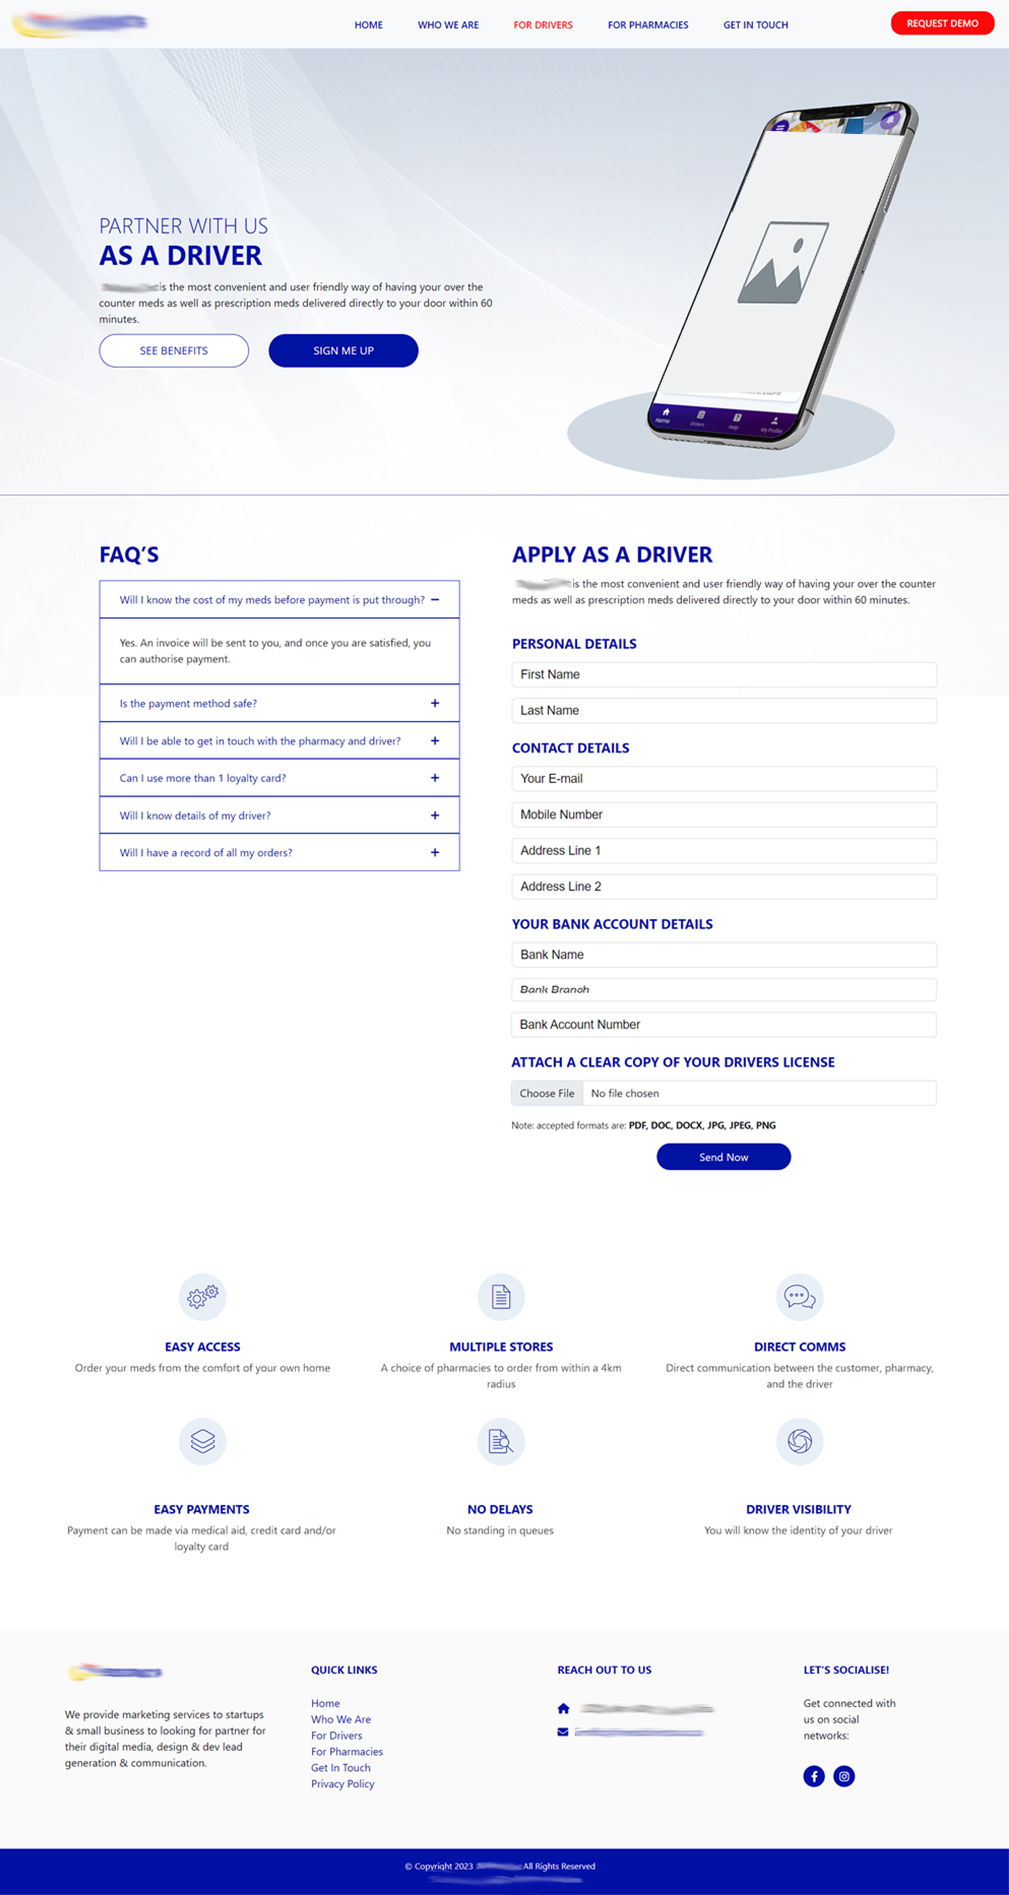 HOME
WHO WE ARE
FOR DRIVERS
FOR PHARMACIES
GET IN TOUCH
REQUEST DEMO
PARTNER WITH US
AS A DRIVER
is the most convenient and user friendly way of having your over the
counter meds as well as prescription meds delivered directly to your door within 60
minutes.
SEE BENEFITS
SIGN ME UP
Home
Orders
Help
My Profile
FAQ'S
Will I know the cost of my meds before payment is put through?
Yes. An invoice will be sent to you, and once you are satisfied, you
can authorise payment.
Is the payment method safe?
Will I be able to get in touch with the pharmacy and driver?
Can I use more than 1 loyalty card?
Will I know details of my driver?
Will I have a record of all my orders?
APPLY AS A DRIVER
is the most convenient and user friendly way of having your over the counter
meds as well as prescription meds delivered directly to your door within 60 minutes.
PERSONAL DETAILS
First Name
Last Name
CONTACT DETAILS
Your E-mail
Mobile Number
Address Line 1
Address Line 2
YOUR BANK ACCOUNT DETAILS
Bank Name
Bank Branch
Bank Account Number
ATTACH A CLEAR COPY OF YOUR DRIVERS LICENSE
Choose File No file chosen
Note: accepted formats are: PDF, DOC, DOCX, JPG, JPEG, PNG
Send Now
EASY ACCESS
Order your meds from the comfort of your own home
MULTIPLE STORES
A choice of pharmacies to order from within a 4km
radius
DIRECT COMMS
Direct communication between the customer, pharmacy,
and the driver
EASY PAYMENTS
Payment can be made via medical aid, credit card and/or
loyalty card
NO DELAYS
No standing in queues
DRIVER VISIBILITY
You will know the identity of your driver
We provide marketing services to startups
& small business to looking for partner for
their digital media, design & dev lead
generation & communication.
QUICK LINKS
Home
Who We Are
For Drivers
For Pharmacies
Get In Touch
Privacy Policy
REACH OUT TO US
LET'S SOCIALISE!
Get connected with
us on social
networks:
© Copyright 2023
All Rights Reserved